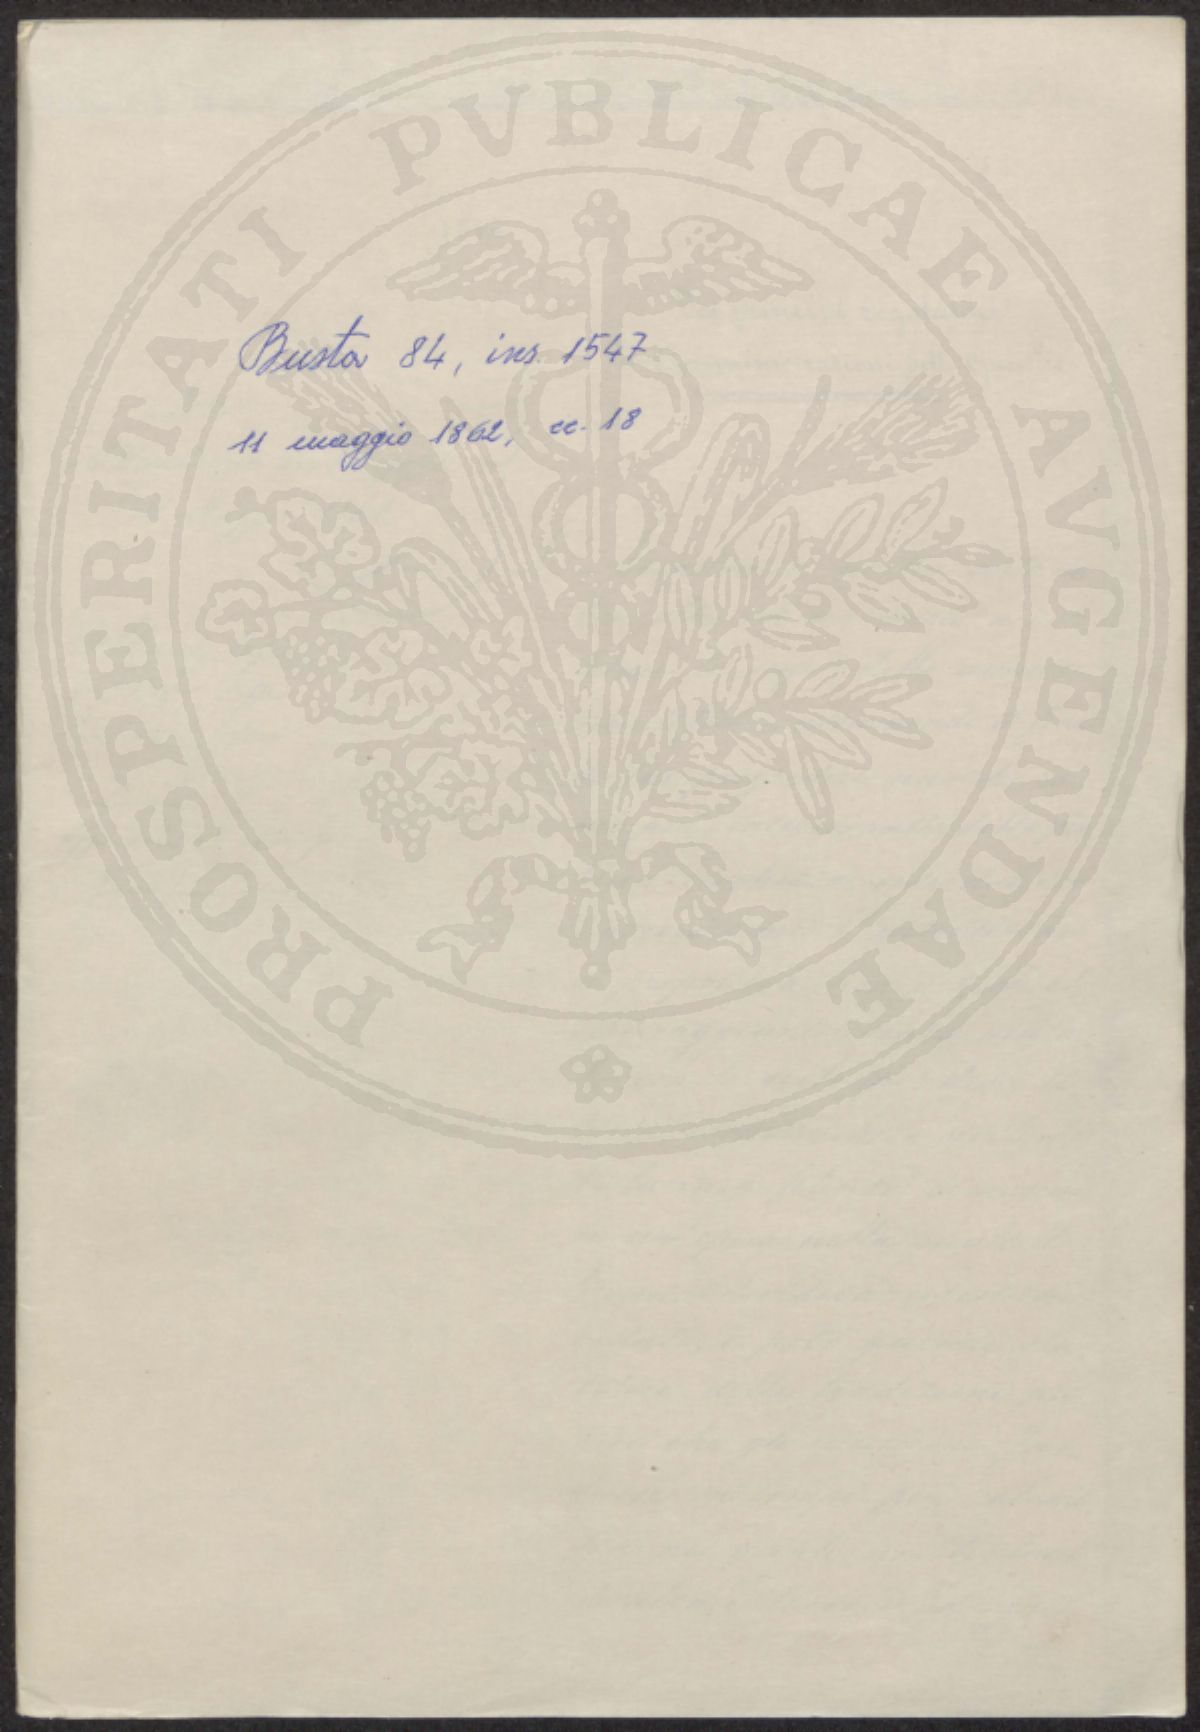 PROSPERITATI PVBLICAE AVGENDAE
Busta 84, ins. 1547
11 maggio 1862, cc. 18